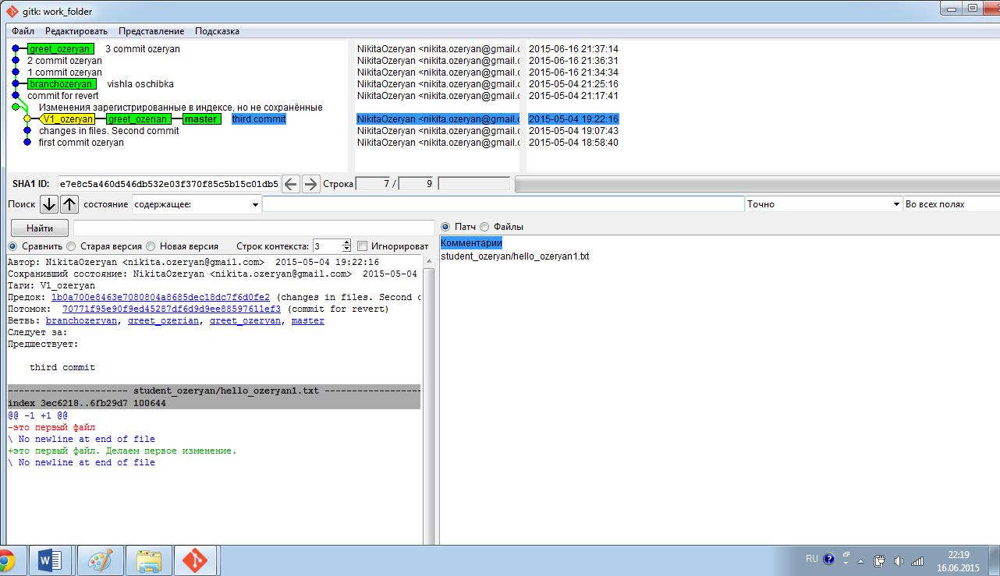 gitk: work_folder
Файл Редактировать Представление Подсказка
greet_ozeryan 3 commit ozeryan NikitaOzeryan <nikita.ozeryan@gmail.c 2015-06-16 21:37:14
2 commit ozeryan NikitaOzeryan <nikita.ozeryan@gmail.c 2015-06-16 21:36:31
1 commit ozeryan NikitaOzeryan <nikita.ozeryan@gmail.c 2015-06-16 21:34:34
branchozeryan vishla oschibka NikitaOzeryan <nikita.ozeryan@gmail.c 2015-05-04 21:25:16
commit for revert NikitaOzeryan <nikita.ozeryan@gmail.c 2015-05-04 21:17:41
Изменения зарегистрированные в индексе, но не сохранённые
V1_ozeryan greet_ozerian master third commit NikitaOzeryan <nikita.ozeryan@gmail.c 2015-05-04 19:22:16
changes in files. Second commit NikitaOzeryan <nikita.ozeryan@gmail.c 2015-05-04 19:07:43
first commit ozeryan NikitaOzeryan <nikita.ozeryan@gmail.c 2015-05-04 18:58:40
SHA1 ID: e7e8c5a460d546db532e03f370f85c5b15c01db5 Строка 7 / 9
Поиск состояние содержащее: Точно Во всех полях
Найти Патч Файлы
Сравнить Старая версия Новая версия Строк контекста: 3 Игнорироват
Комментарии
student_ozeryan/hello_ozeryan1.txt
Автор: NikitaOzeryan <nikita.ozeryan@gmail.com> 2015-05-04 19:22:16
Сохранивший состояние: NikitaOzeryan <nikita.ozeryan@gmail.com> 2015-05-04
Таги: V1_ozeryan
Предок: 1b0a700e8463e7080804a8685dec18dc7f6d0fe2 (changes in files. Second c
Потомок: 70771f95e90f9ed45287df6d9d9ee88597611ef3 (commit for revert)
Ветвь: branchozeryan, greet_ozerian, greet_ozeryan, master
Следует за:
Предшествует:
third commit
---------------------- student_ozeryan/hello_ozeryan1.txt ------------------
index 3ec6218..6fb29d7 100644
@@ -1 +1 @@
-это первый файл
\ No newline at end of file
+это первый файл. Делаем первое изменение.
\ No newline at end of file
RU
22:19
16.06.2015